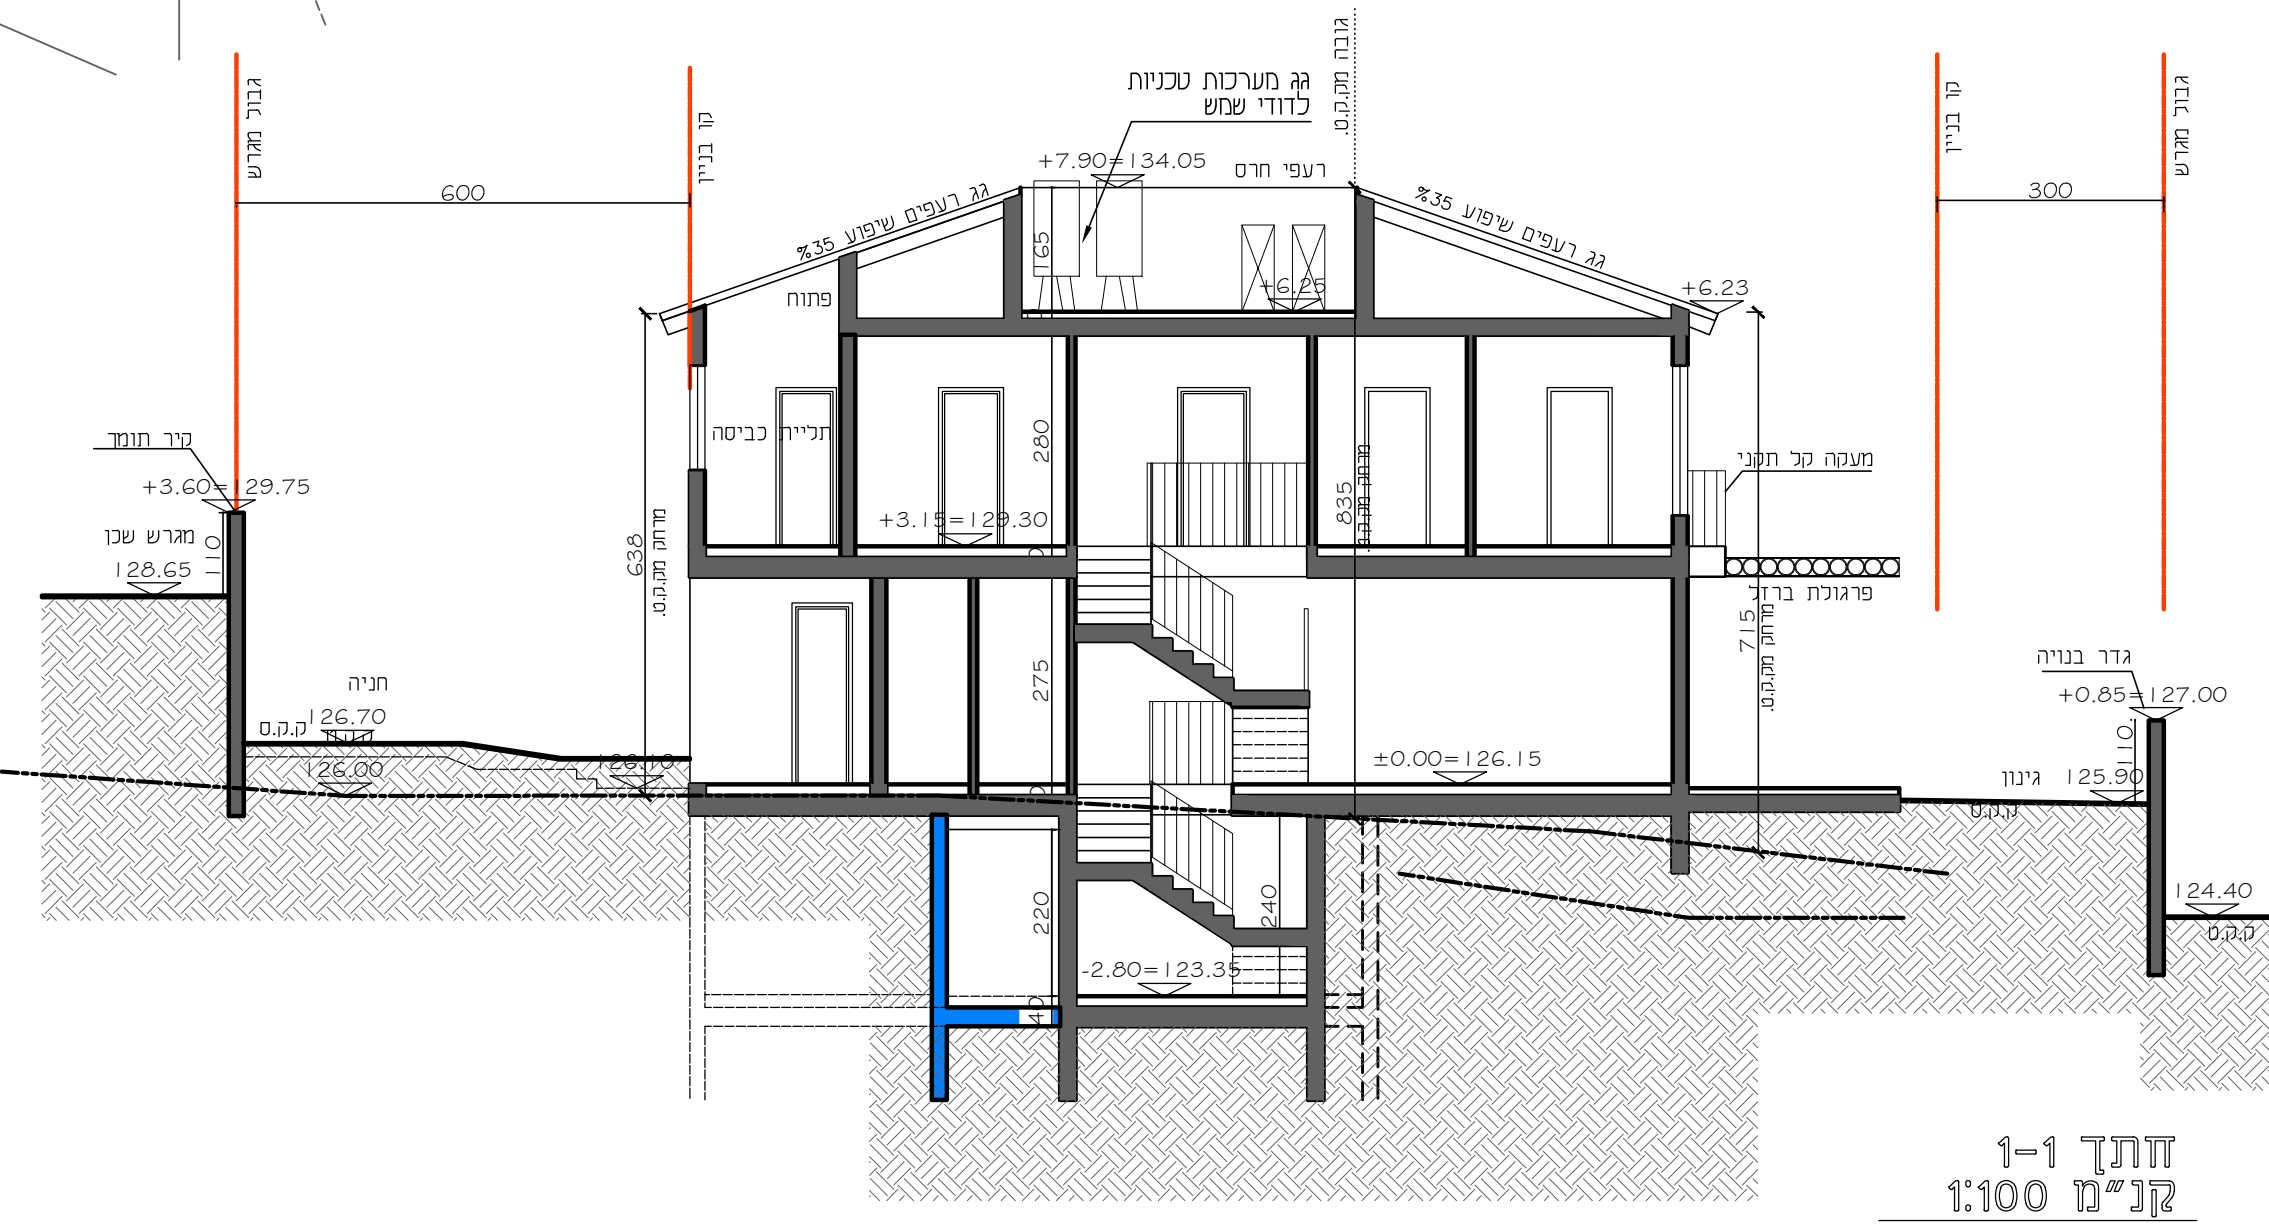 גבול מגרש
קו בניין
600
גג מערכות טכניות
לדודי שמש
גובה מק.ק.ט.
קו בניין
גבול מגרש
300
+7.90=134.05
רעפי חרס
גג רעפים שיפוע 35%
גג רעפים שיפוע 35%
165
+6.25
+6.23
פתוח
קיר תומך
+3.60=129.75
מגרש שכן
110
128.65
תליית כביסה
280
+3.15=129.30
835
מרחק מק.ק.ט.
מעקה קל תקני
638
מרחק מק.ק.ט.
פרגולת ברזל
715
מרחק מק.ק.ט.
גדר בנויה
+0.85=127.00
110
חניה
ק.ק.ס
126.70
126.00
275
±0.00=126.15
גינון
125.90
ק.ק.ס
124.40
ק.ק.ט
220
240
-2.80=123.35
40
חתך 1-1
קנ"מ 1:100